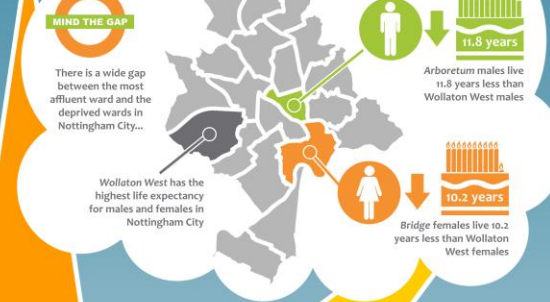 MIND THE GAP
There is a wide gap
between the most
affluent ward and the
deprived wards in
Nottingham City...
11.8 years
Arboretum males live
11.8 years less than
Wollaton West males
Wollaton West has the
highest life expectancy
for males and females in
Nottingham City
10.2 years
Bridge females live 10.2
years less than Wollaton
West females